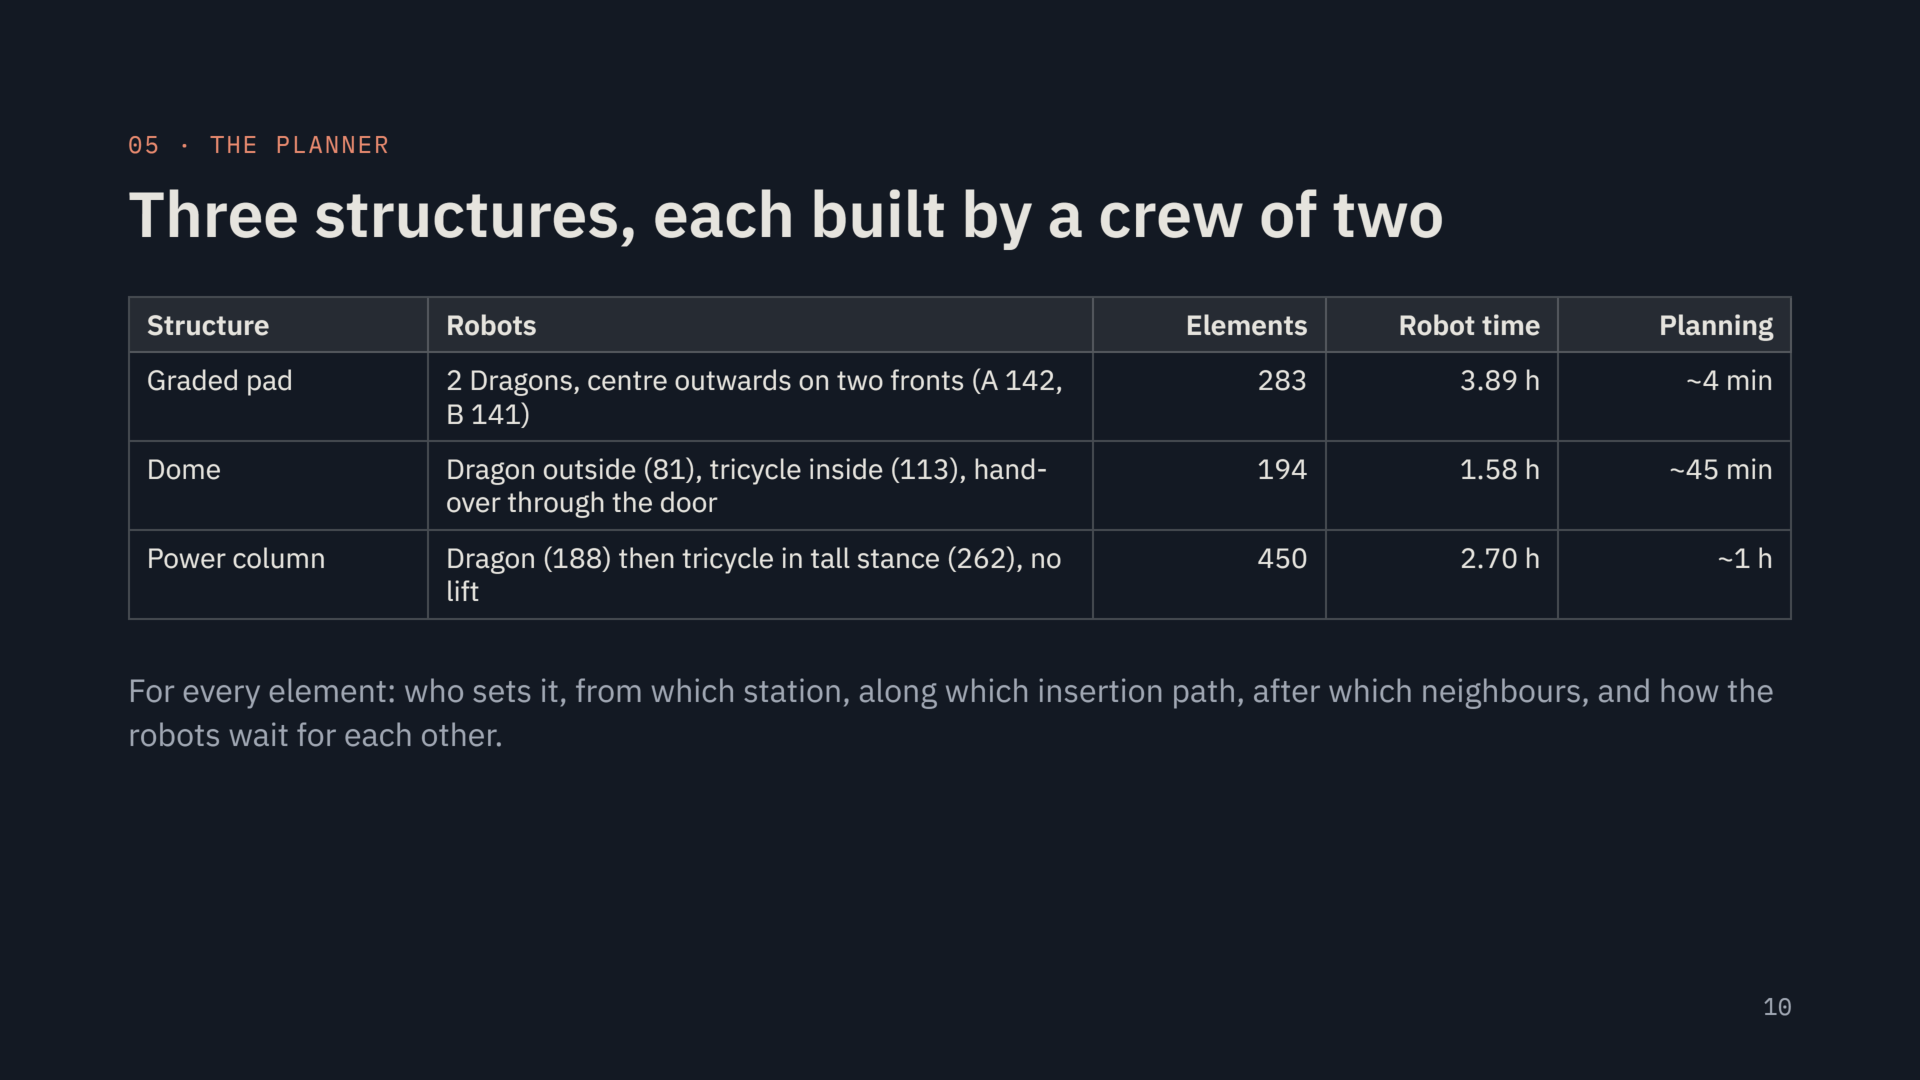 05 · THE PLANNER
Three structures, each built by a crew of two
Structure Robots Elements Robot time Planning
Graded pad 2 Dragons, centre outwards on two fronts (A 142, 283 3.89 h ~4 min
B 141)
Dome Dragon outside (81), tricycle inside (113), hand- 194 1.58 h ~45 min
over through the door
Power column Dragon (188) then tricycle in tall stance (262), no 450 2.70 h ~1 h
lift
For every element: who sets it, from which station, along which insertion path, after which neighbours, and how the
robots wait for each other.
10